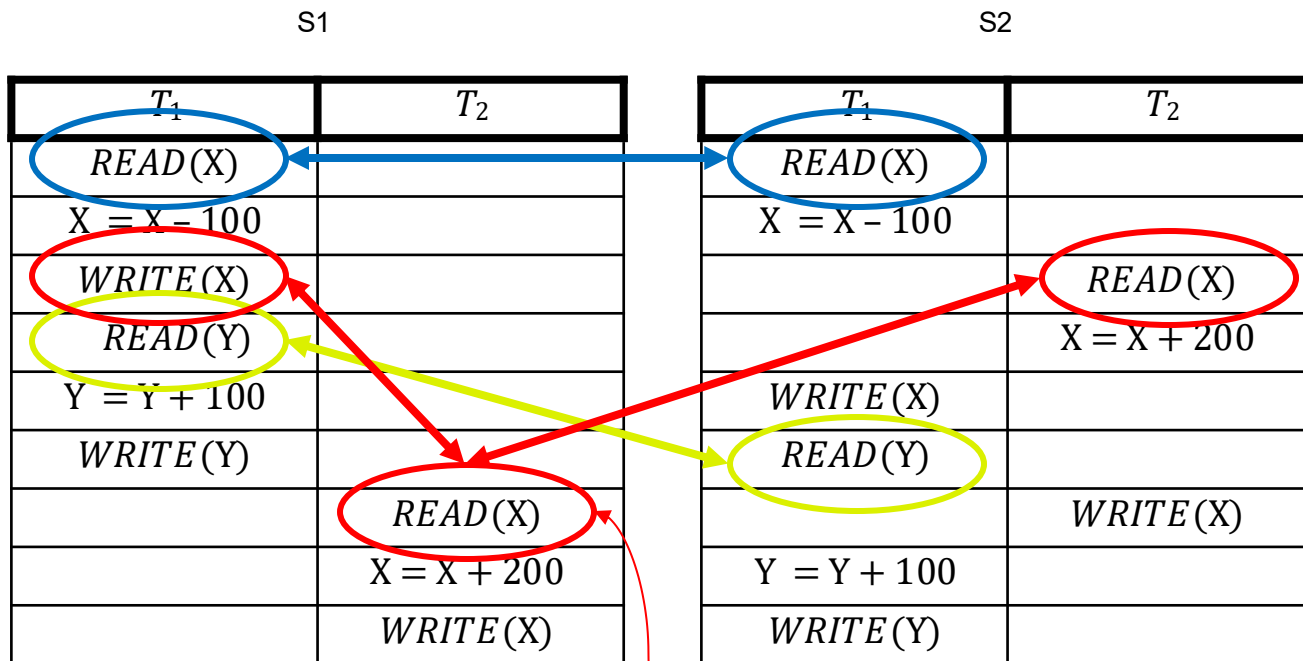 S1 S2
T₁ T₂ T₁ T₂
READ(X) READ(X)
X = X – 100 X = X – 100
WRITE(X) READ(X)
READ(Y) X = X + 200
Y = Y + 100 WRITE(X)
WRITE(Y) READ(Y)
READ(X) WRITE(X)
X = X + 200 Y = Y + 100
WRITE(X) WRITE(Y)